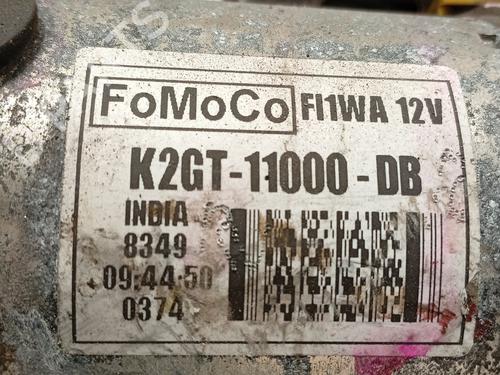 FoMoCo FI1WA 12V
K2GT-11000-DB
INDIA
8349
09:44:50
0374